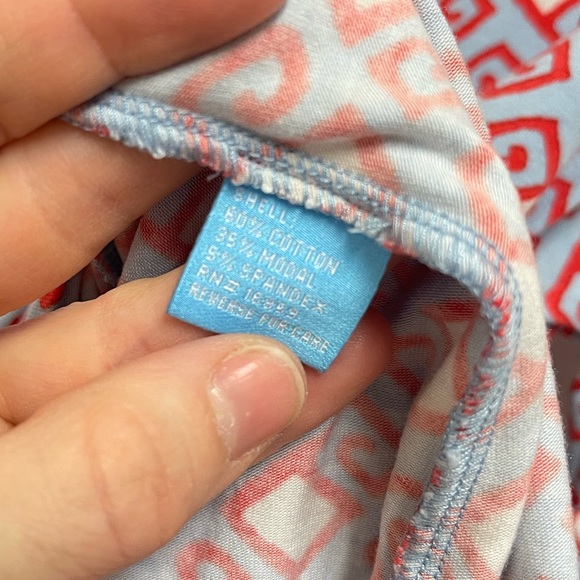 SHELL:
60% COTTON
35% MODAL
5% SPANDEX
RN#
REVERSE FOR CARE